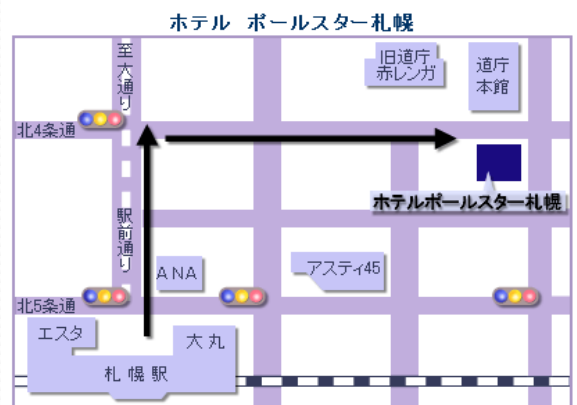 ホテル ポールスター札幌
至大通り
旧道庁
赤レンガ
道庁
本館
北4条通
ホテルポールスター札幌
駅前通り
ANA
アスティ45
北5条通
エスタ
大丸
札幌駅